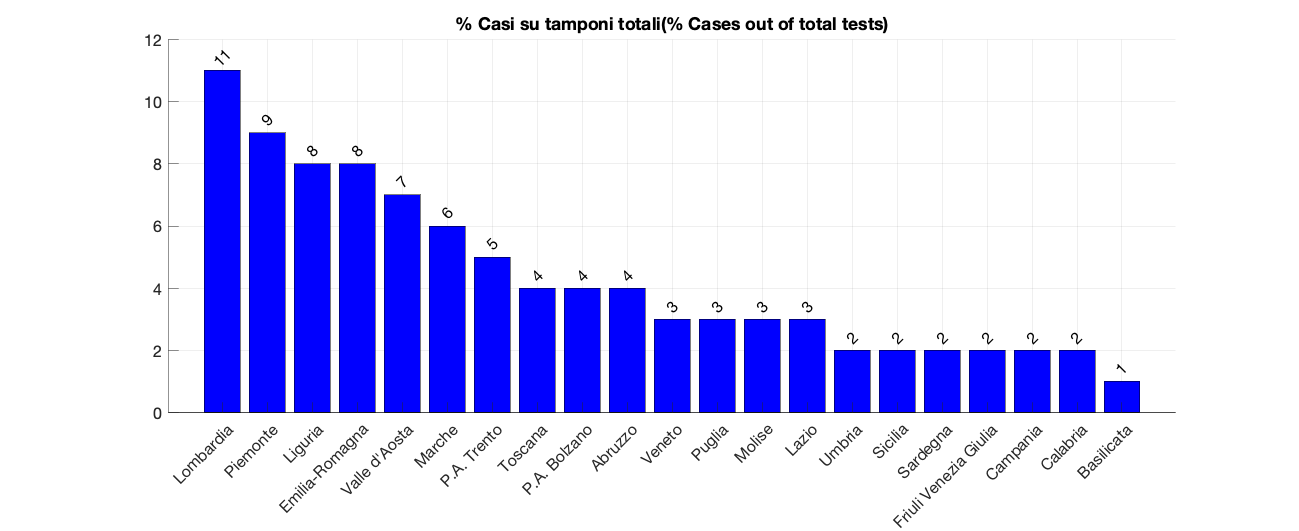 % Casi su tamponi totali(% Cases out of total tests)
12
10
8
6
4
2
0
11
9
8
8
7
6
5
4
4
4
3
3
3
3
2
2
2
2
2
2
1
Lombardia
Piemonte
Liguria
Emilia-Romagna
Valle d'Aosta
Marche
P.A. Trento
Toscana
P.A. Bolzano
Abruzzo
Veneto
Puglia
Molise
Lazio
Umbria
Sicilia
Sardegna
Friuli Venezia Giulia
Campania
Calabria
Basilicata